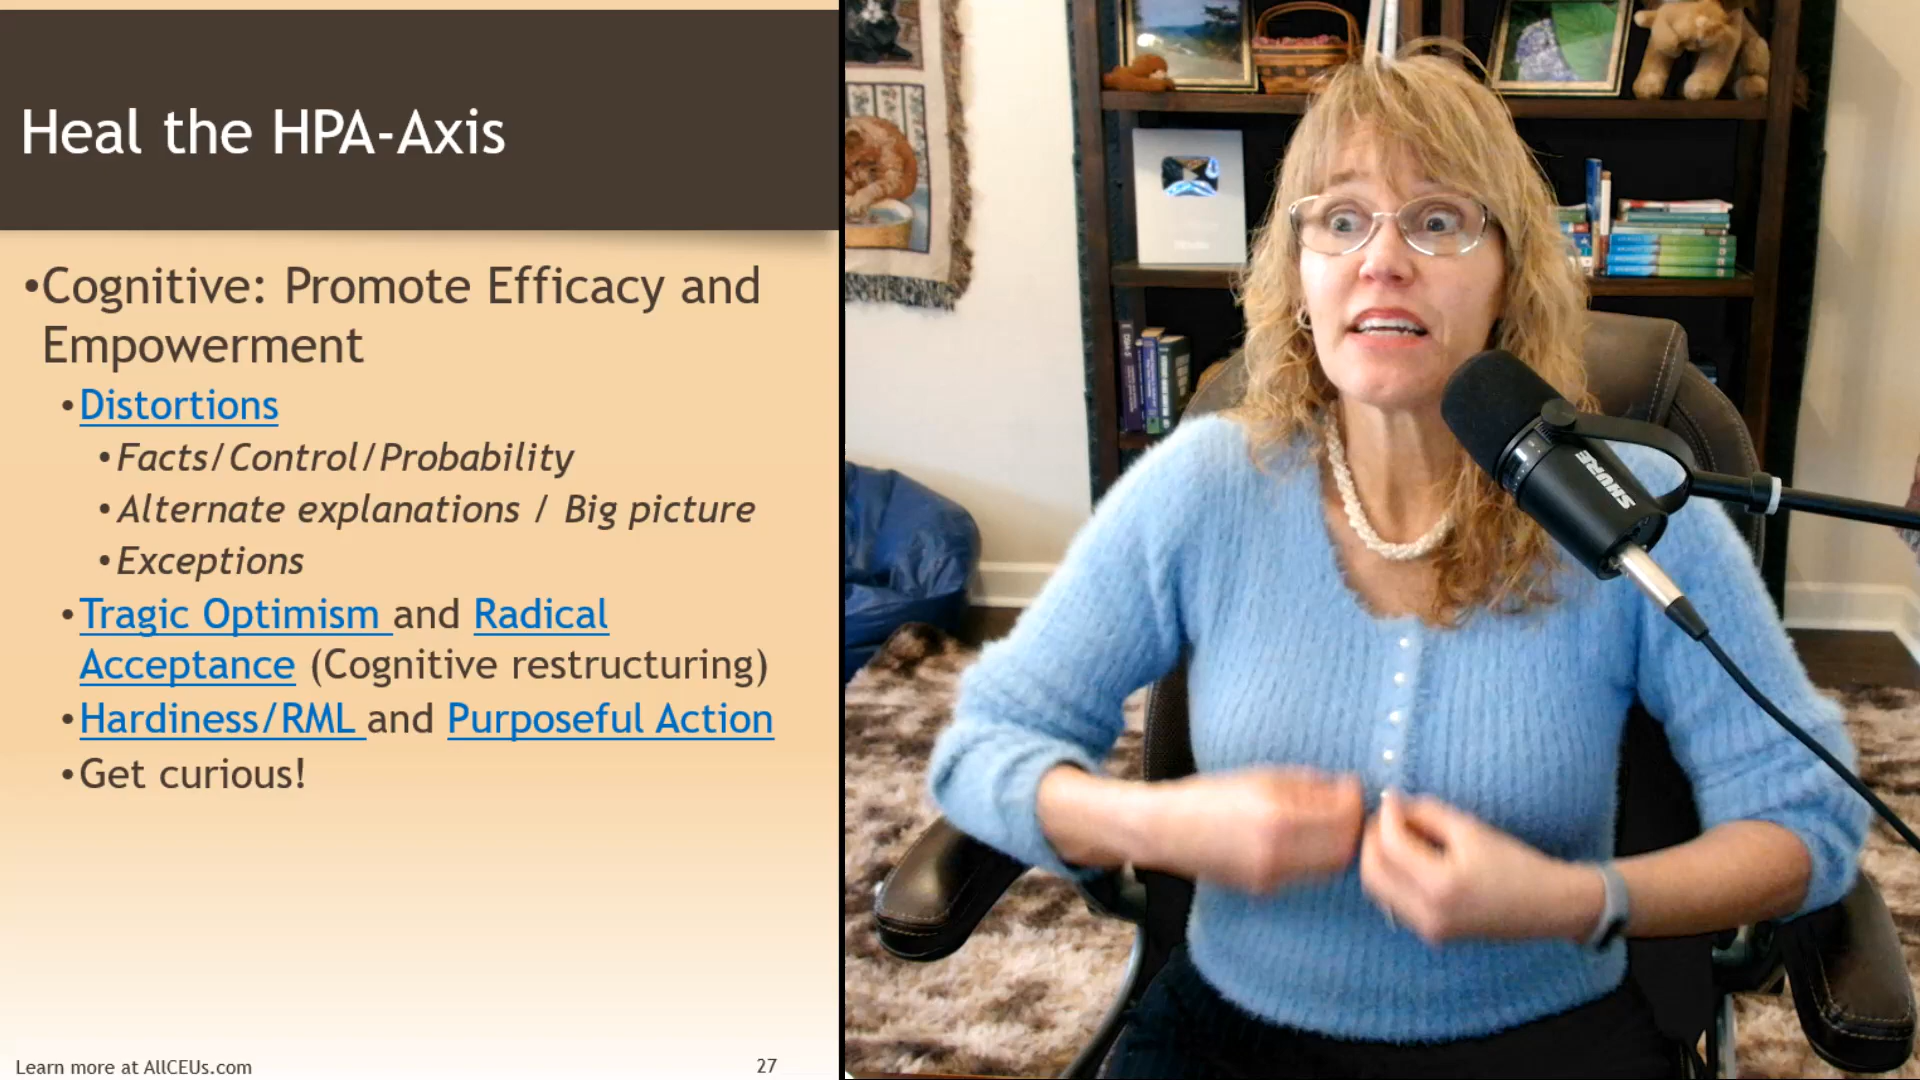 Heal the HPA-Axis
•Cognitive: Promote Efficacy and
Empowerment
•Distortions
•Facts/Control/Probability
•Alternate explanations / Big picture
•Exceptions
•Tragic Optimism and Radical
Acceptance (Cognitive restructuring)
•Hardiness/RML and Purposeful Action
•Get curious!
Learn more at AllCEUs.com
27
SHURE